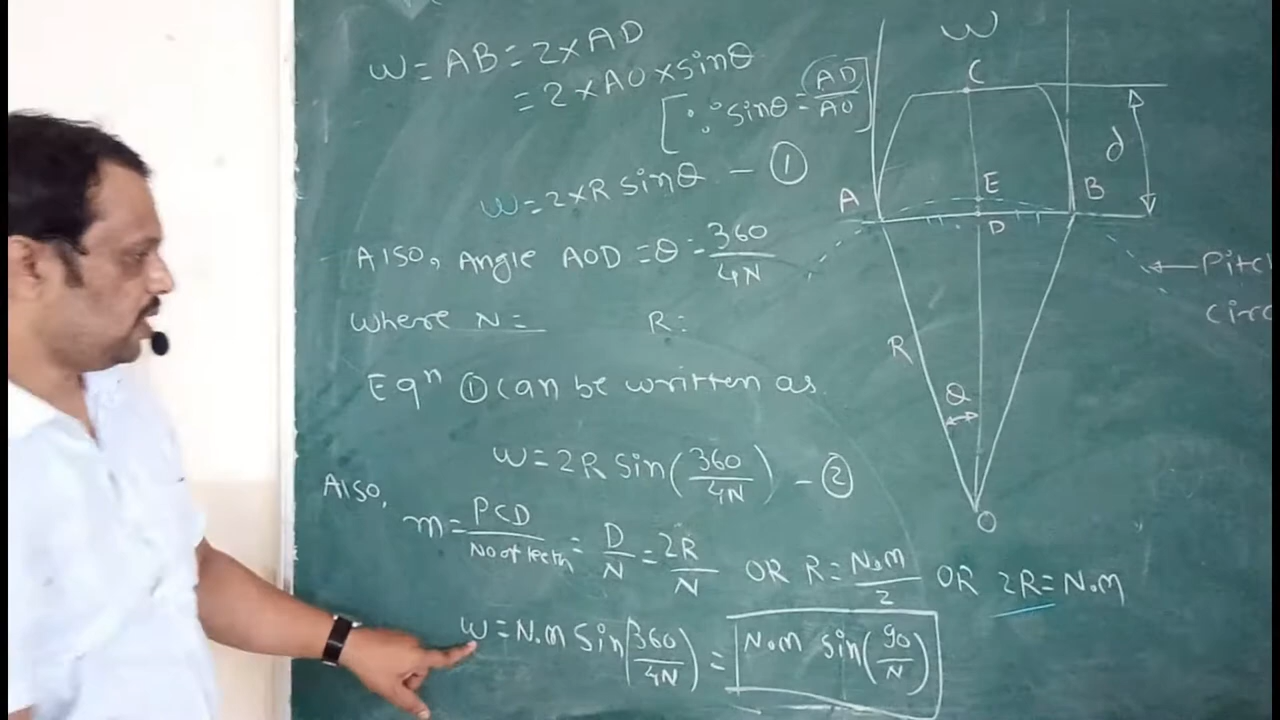 W = AB = 2 × AD
= 2 × AO × sinθ
[∵ sinθ = AD/AO]
W = 2 × R sinθ - ①
Also, Angle AOD = θ = 360/4N
Where N = R:
Eqⁿ ① can be written as.
W = 2R sin(360/4N) - ②
Also,
m = PCD/No of teeth = D/N = 2R/N OR R = N.m/2 OR 2R = N.m
W = N.m sin(360/4N) = N.m sin(90/N)
W
C
d
E
A
B
D
Pitc
circ
R
θ
O